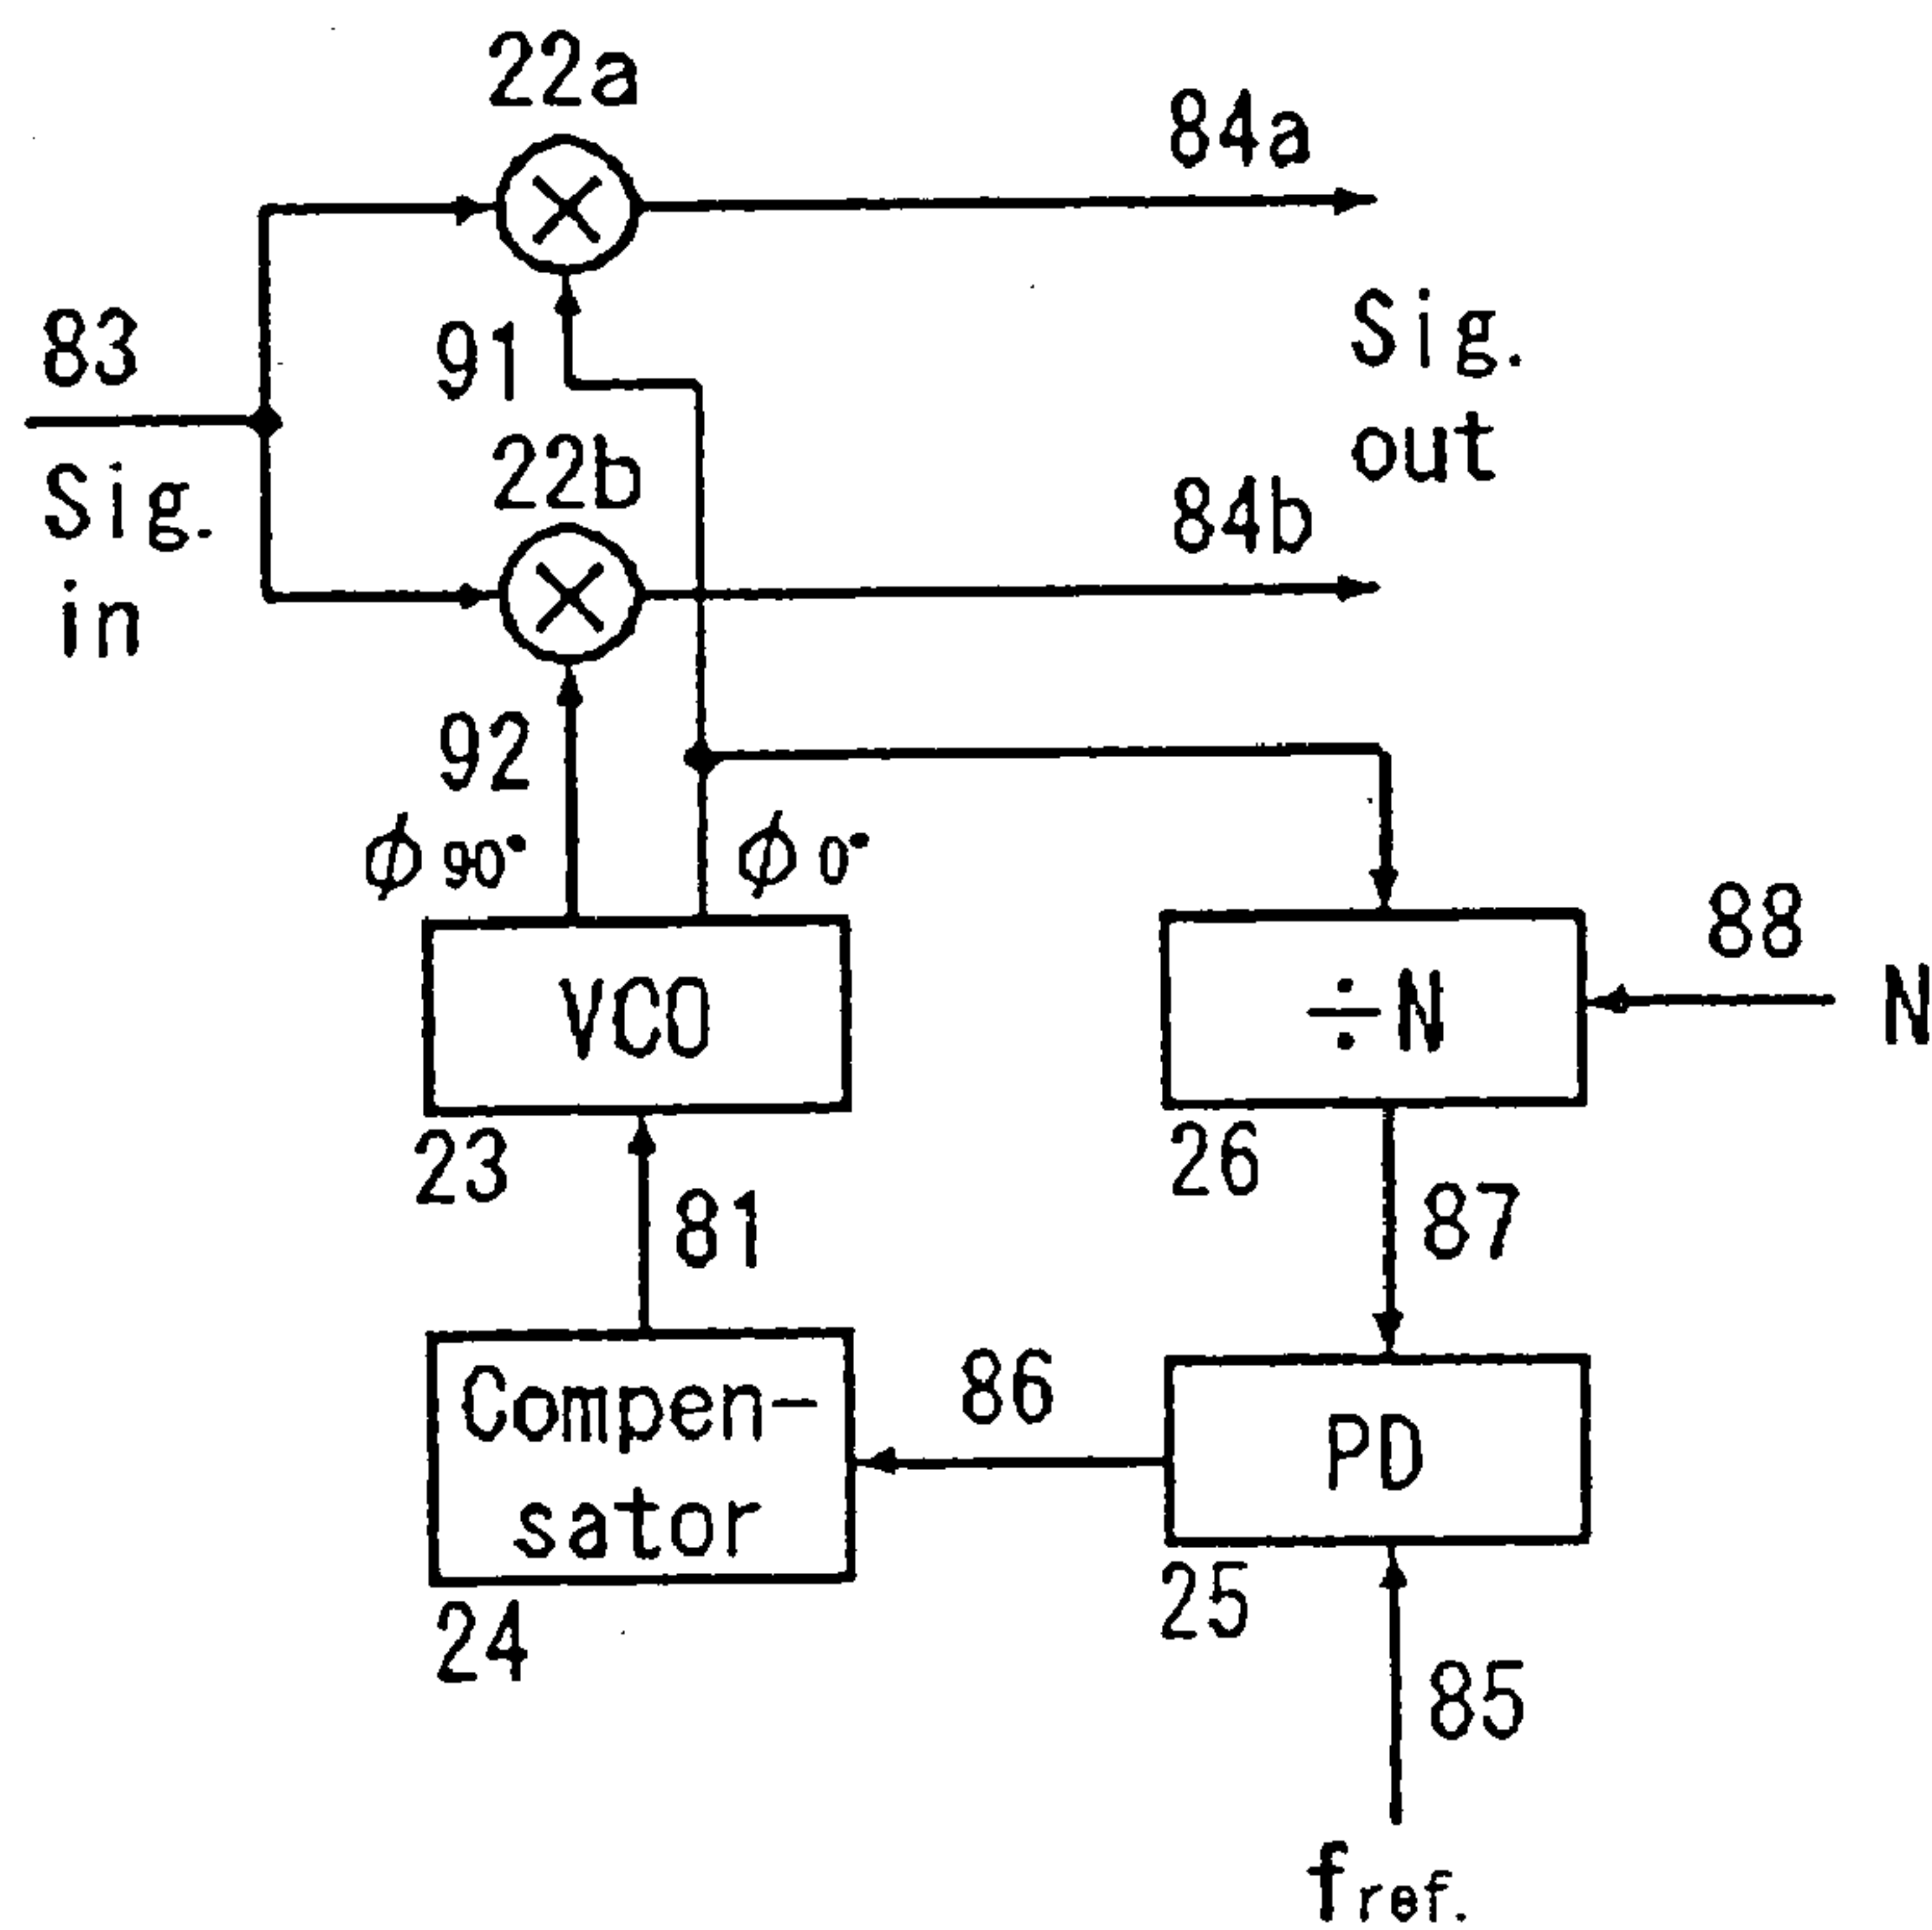 22a
84a
83
91
Sig.
out
Sig.
in
22b
84b
92
ϕ 90°
ϕ 0°
88
N
VCO
÷N
23
26
81
87
Compen-
sator
86
PD
24
25
85
fref.